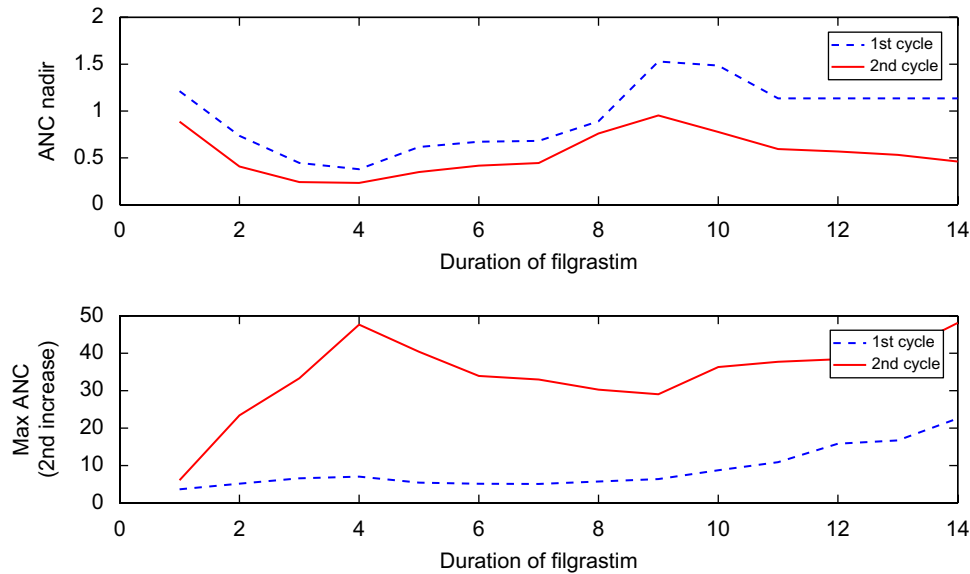 2
1.5
1
0.5
0
ANC nadir
1st cycle
2nd cycle
0 2 4 6 8 10 12 14
Duration of filgrastim
50
40
30
20
10
0
Max ANC
(2nd increase)
1st cycle
2nd cycle
0 2 4 6 8 10 12 14
Duration of filgrastim